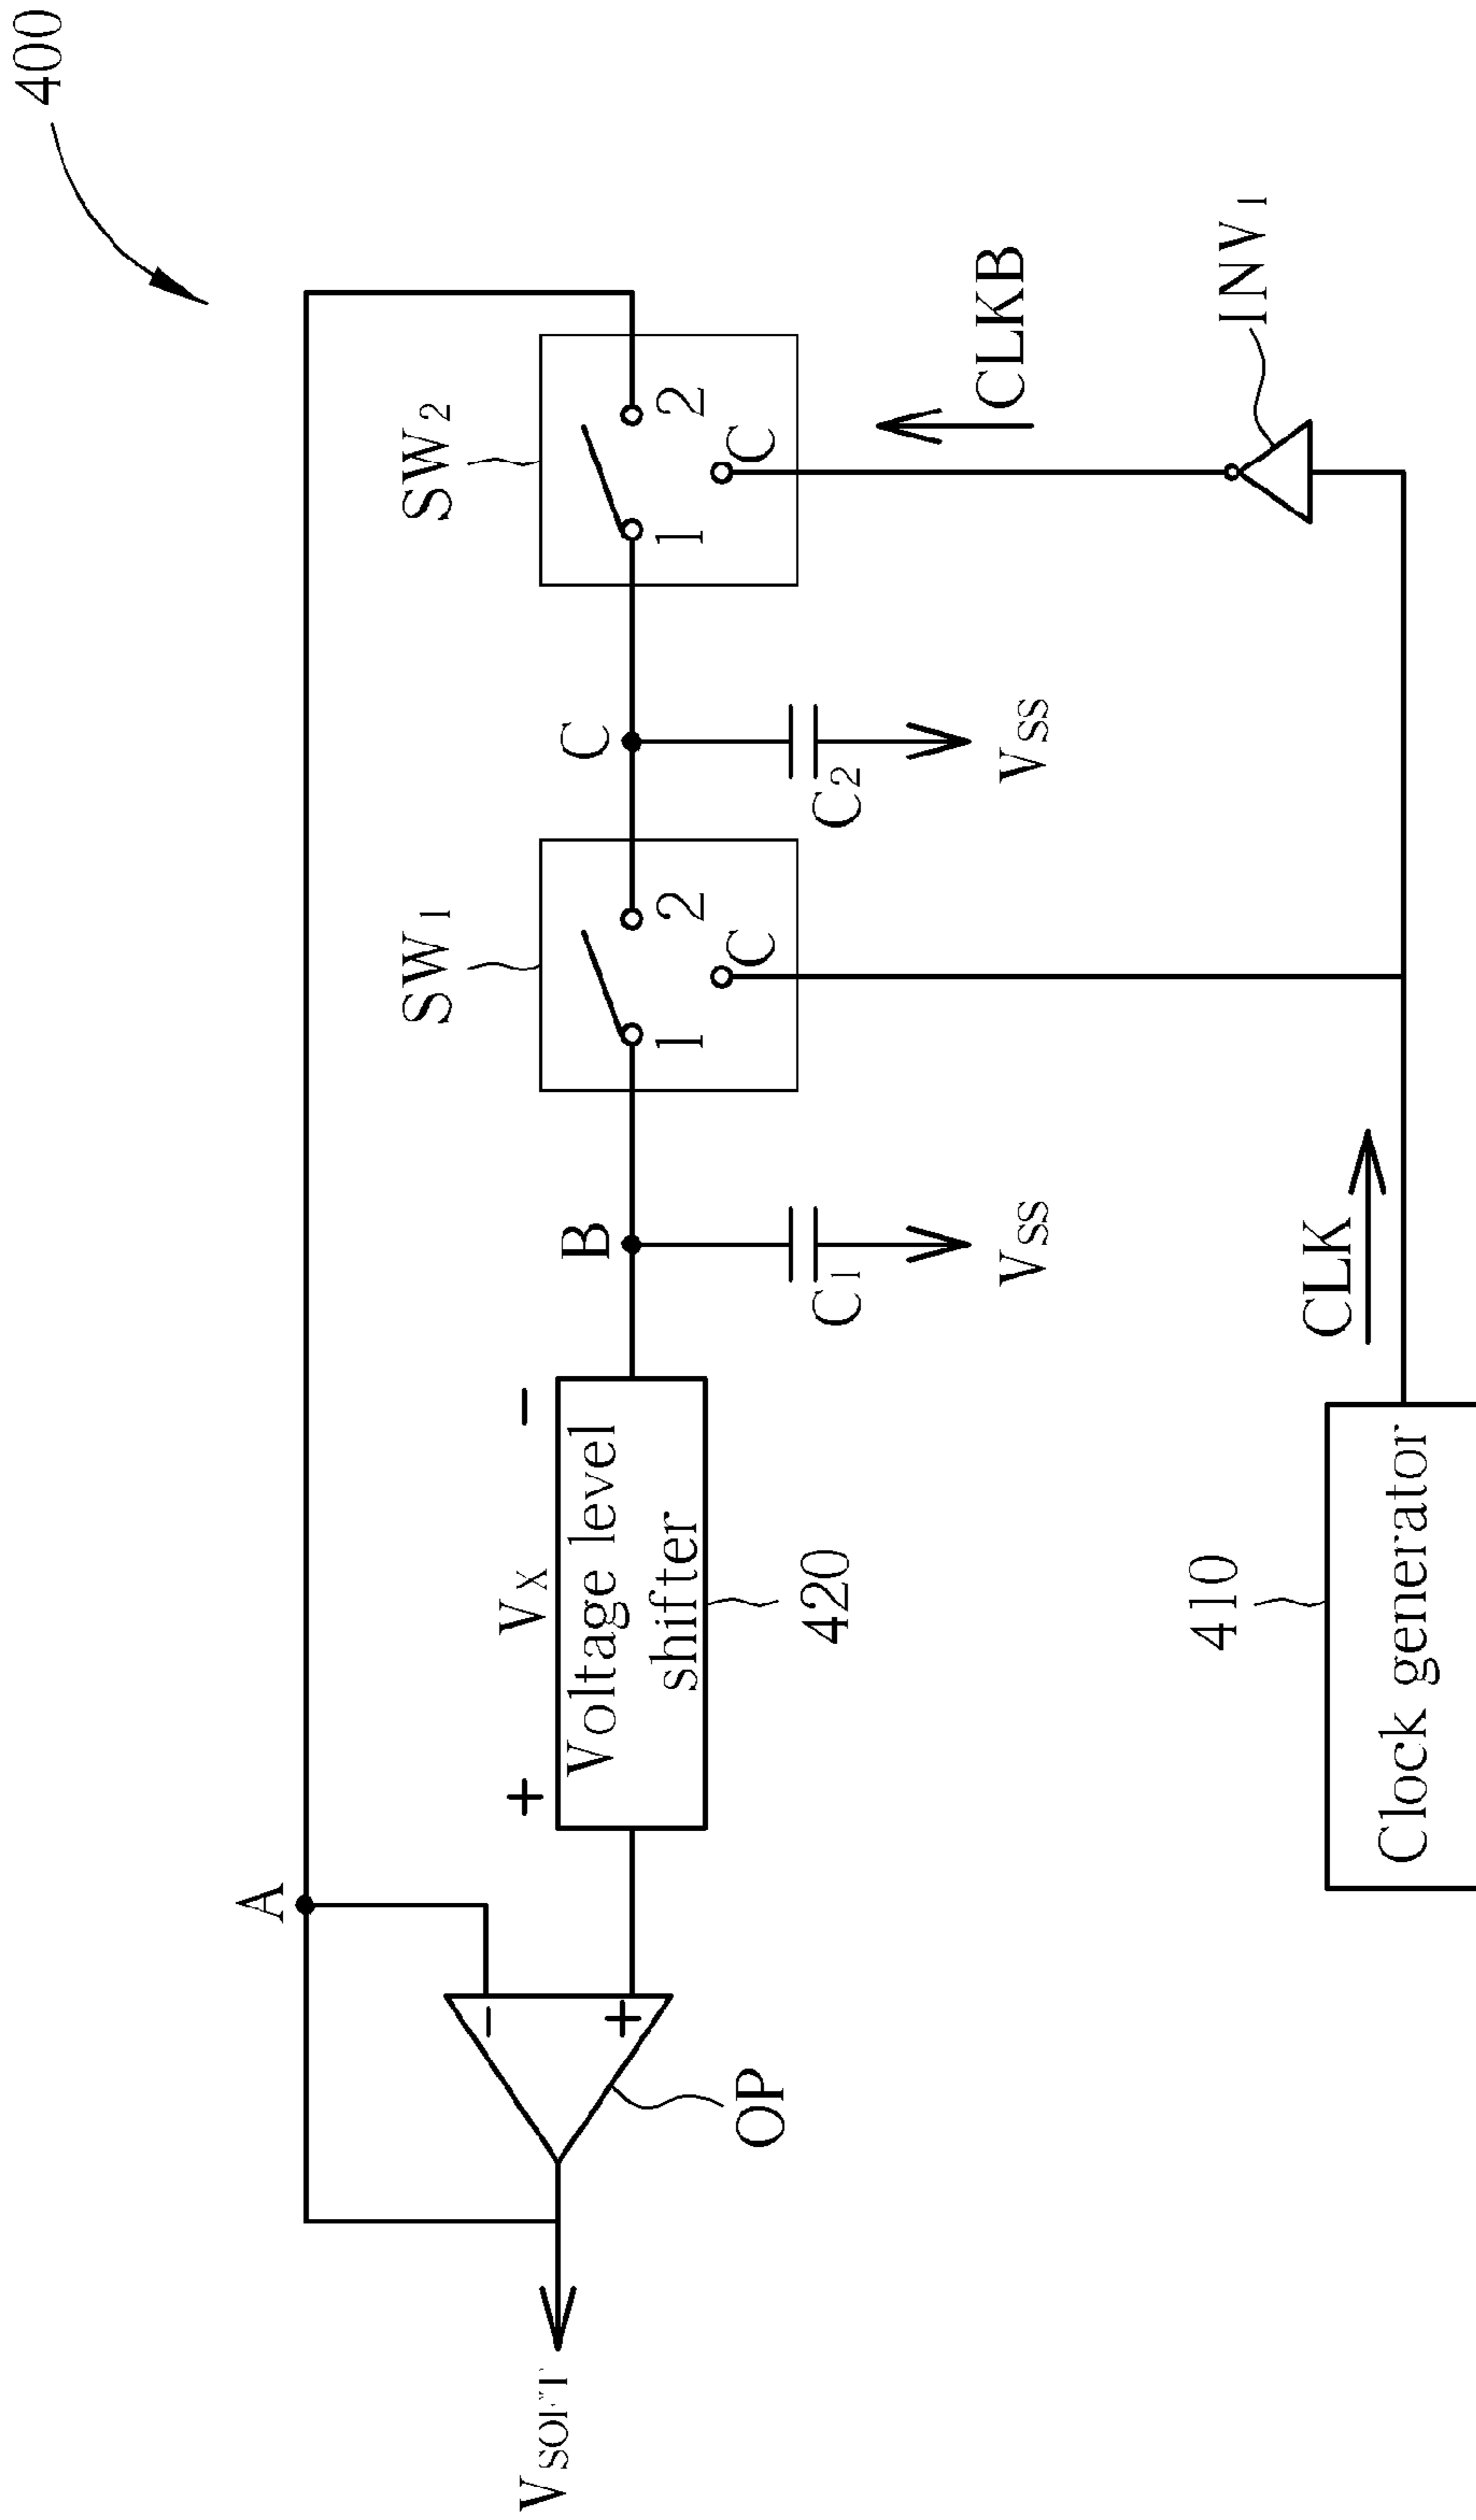 400
SW2
2
1
C
CLKB
INV1
C
C2
Vss
SW1
2
1
C
B
C1
Vss
CLK
− Vx +
Voltage level
shifter
420
410
Clock generator
A
−
+
OP
VSOFT